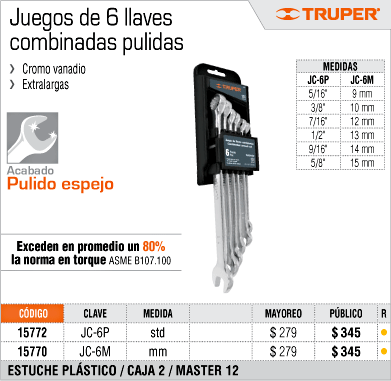 Juegos de 6 llaves
combinadas pulidas
TRUPER
› Cromo vanadio
› Extralargas
MEDIDAS
JC-6P JC-6M
5/16" 9 mm
3/8" 10 mm
7/16" 12 mm
1/2" 13 mm
9/16" 14 mm
5/8" 15 mm
TRUPER
6
Acabado
Pulido espejo
Exceden en promedio un 80%
la norma en torque ASME B107.100
CÓDIGO CLAVE MEDIDA MAYOREO PÚBLICO R
15772 JC-6P std $ 279 $ 345
15770 JC-6M mm $ 279 $ 345
ESTUCHE PLÁSTICO / CAJA 2 / MASTER 12